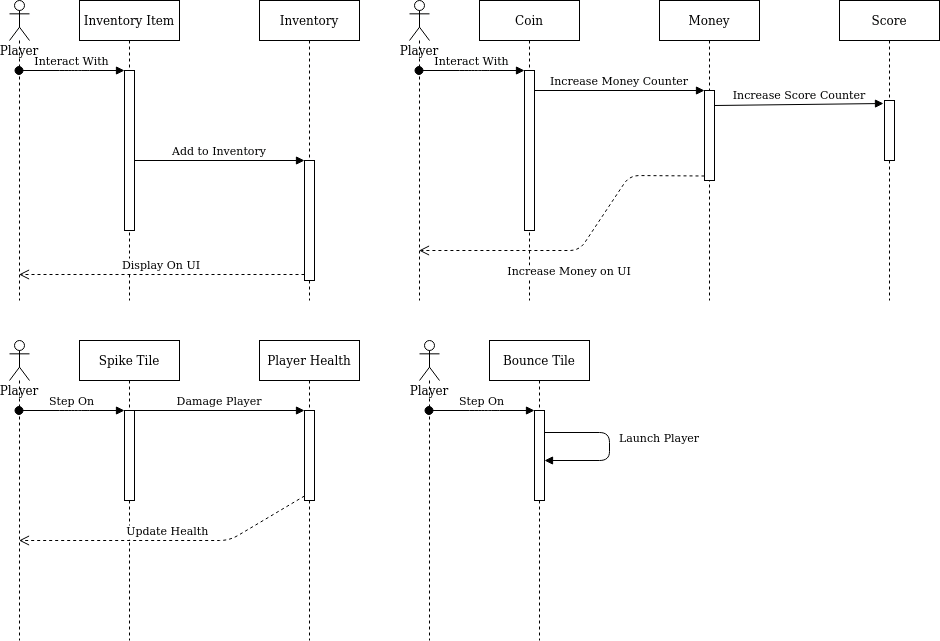 Inventory Item
Inventory
Player
Interact With
Add to Inventory
Display On UI
Coin
Money
Score
Player
Interact With
Increase Money Counter
Increase Score Counter
Increase Money on UI
Spike Tile
Player Health
Player
Step On
Damage Player
Update Health
Bounce Tile
Player
Step On
Launch Player